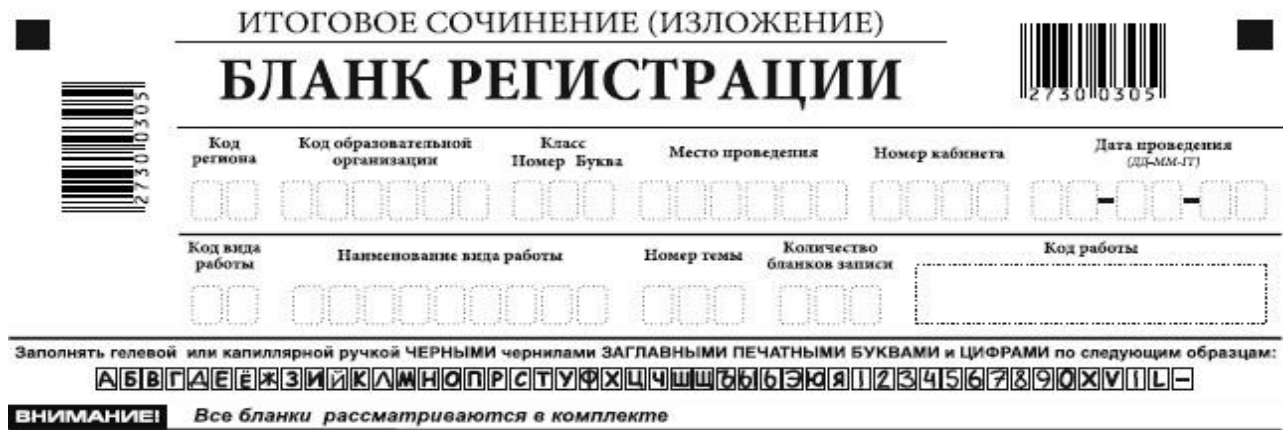 ИТОГОВОЕ СОЧИНЕНИЕ (ИЗЛОЖЕНИЕ)
БЛАНК РЕГИСТРАЦИИ
2730003051
2730003051
Код региона
Код образовательной организации
Класс
Номер Буква
Место проведения
Номер кабинета
Дата проведения
(ДД-ММ-ГГ)
Код вида работы
Наименование вида работы
Номер темы
Количество бланков записи
Код работы
Заполнять гелевой или капиллярной ручкой ЧЕРНЫМИ чернилами ЗАГЛАВНЫМИ ПЕЧАТНЫМИ БУКВАМИ и ЦИФРАМИ по следующим образцам:
АБВГДЕЁЖЗИЙКЛМНОПРСТУФХЦЧШЩЪЫЬЭЮЯ1234567890XVIL-
ВНИМАНИЕ! Все бланки рассматриваются в комплекте